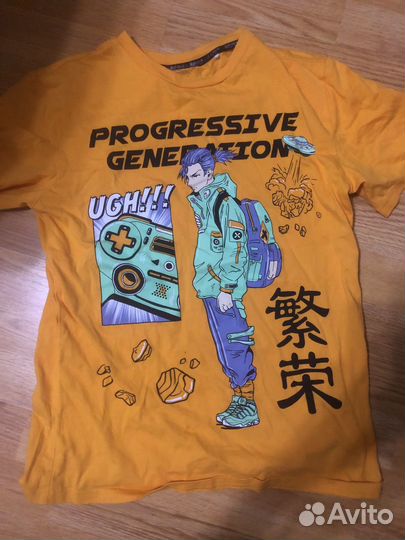 PROGRESSIVE
GENERATION
UGH!!!
繁
荣
Avito